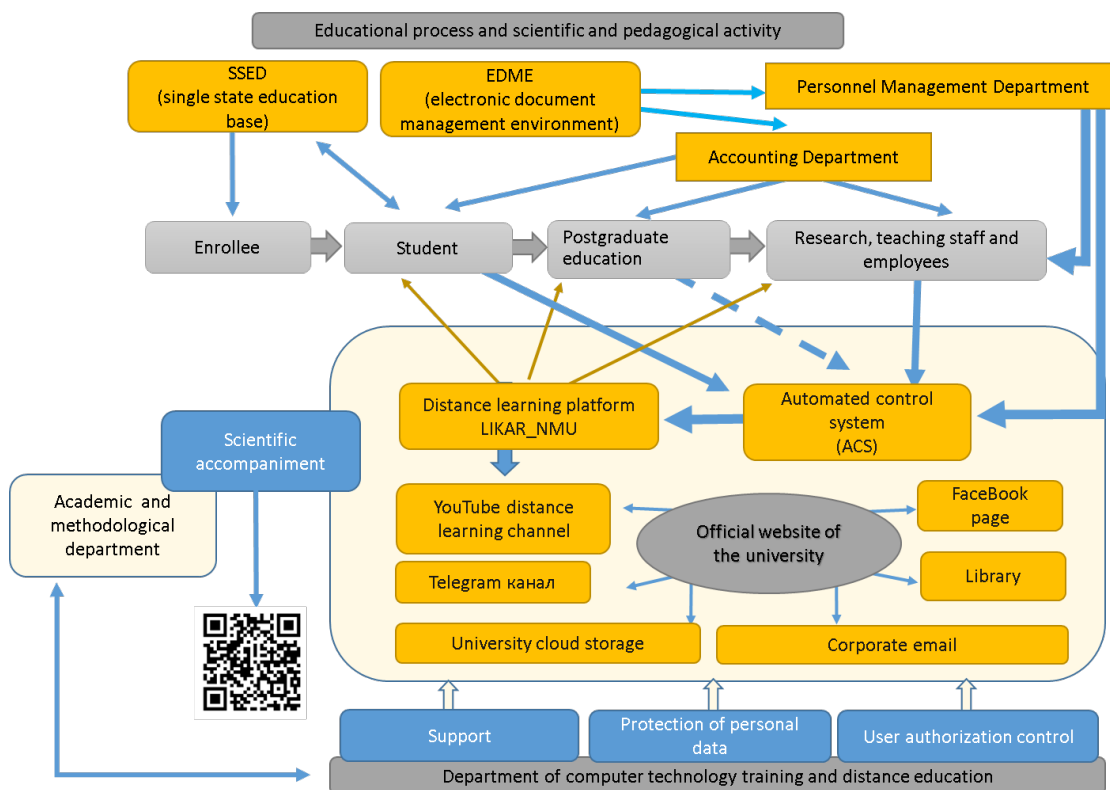 Educational process and scientific and pedagogical activity
SSED
(single state education
base)
EDME
(electronic document
management environment)
Personnel Management Department
Accounting Department
Enrollee
Student
Postgraduate
education
Research, teaching staff and
employees
Distance learning platform
LIKAR_NMU
Automated control
system
(ACS)
Scientific
accompaniment
Academic and
methodological
department
YouTube distance
learning channel
Official website of
the university
FaceBook
page
Telegram канал
Library
University cloud storage
Corporate email
Support
Protection of personal
data
User authorization control
Department of computer technology training and distance education